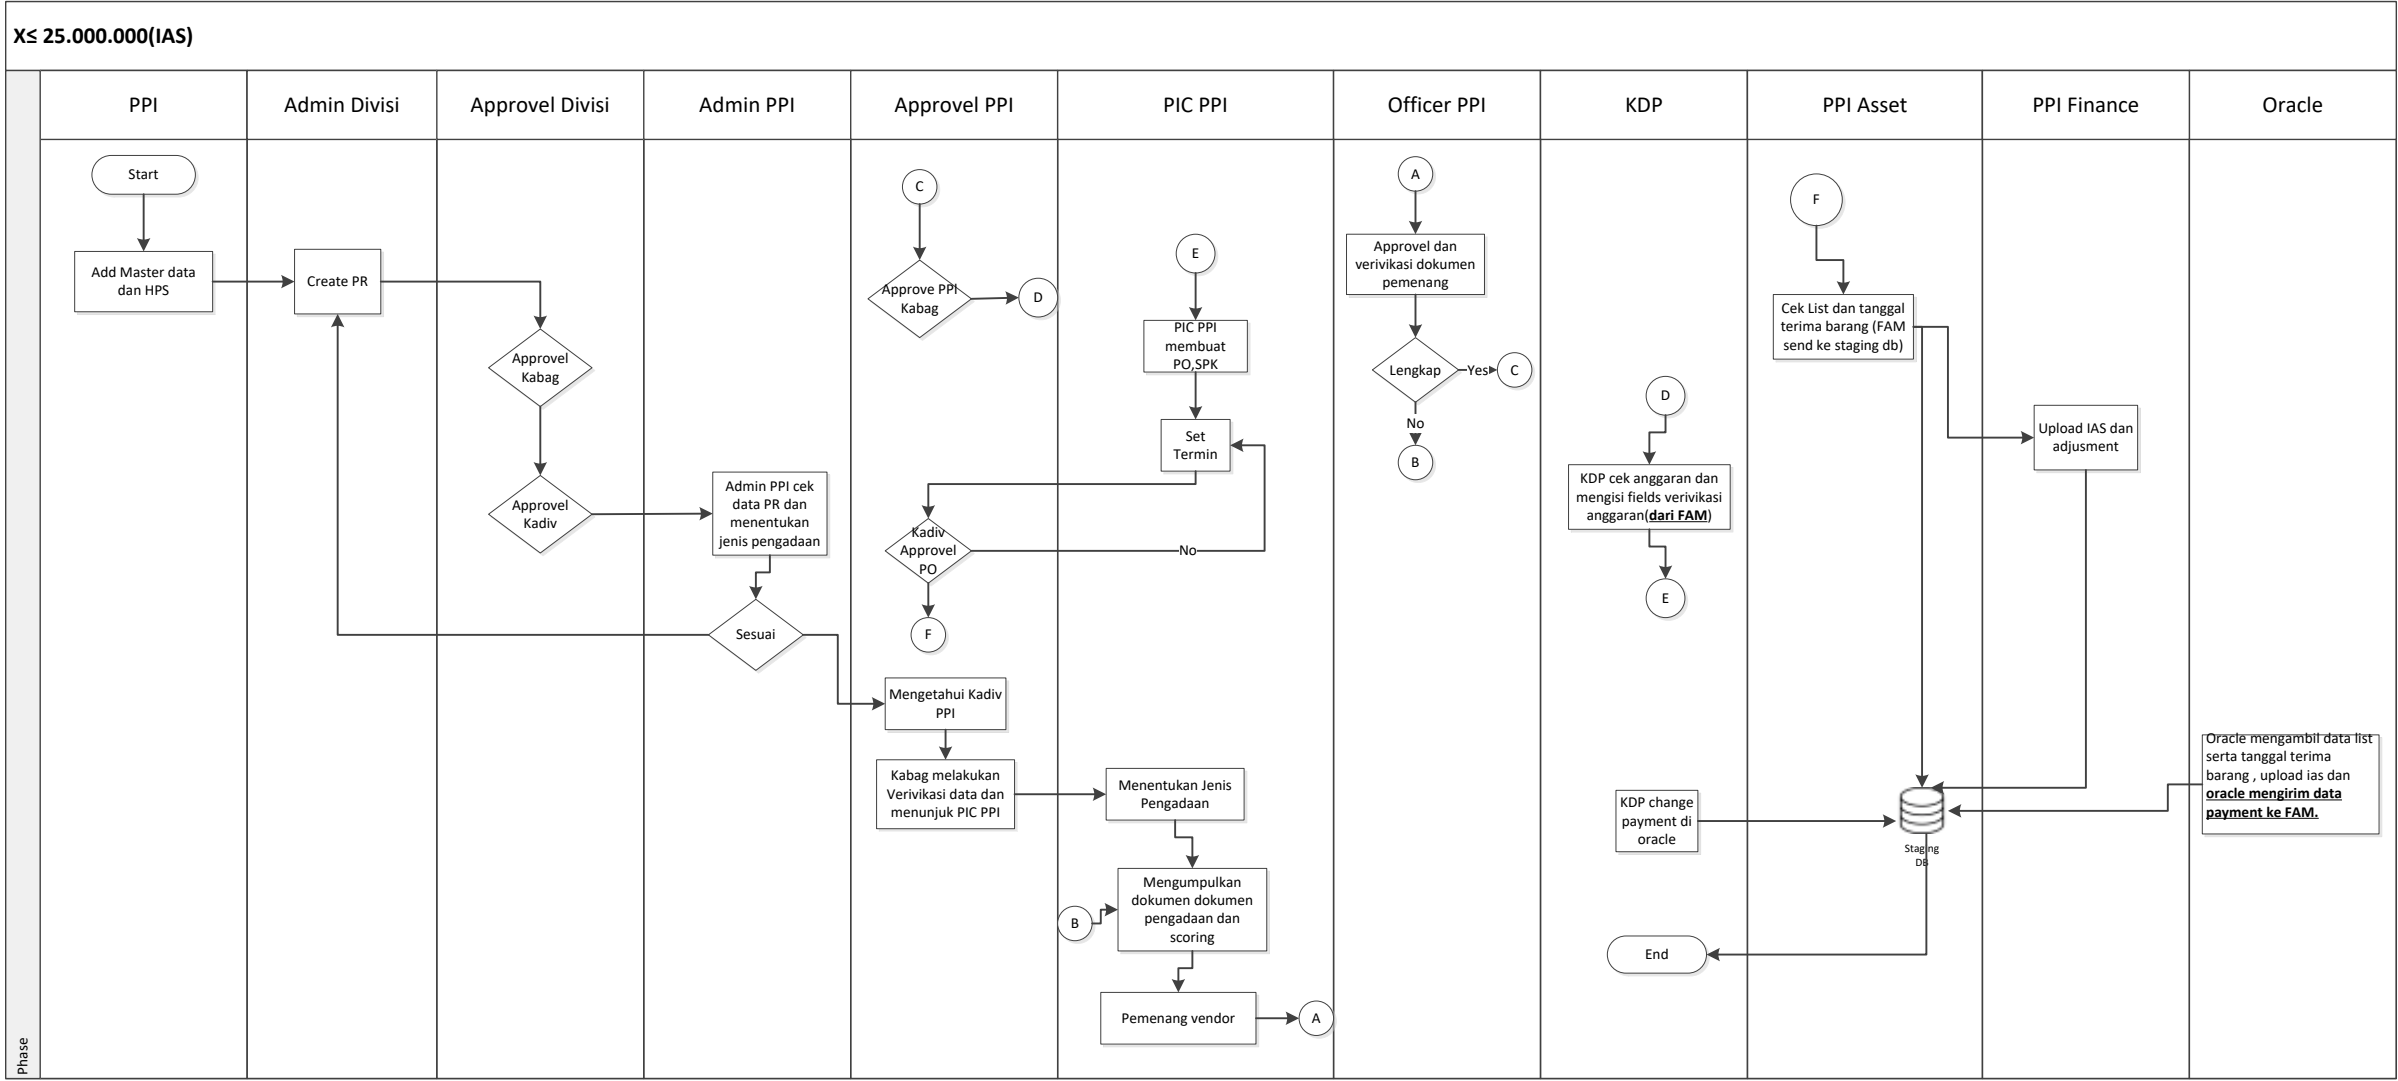 X≤ 25.000.000(IAS)
Phase
PPI
Admin Divisi
Approvel Divisi
Admin PPI
Approvel PPI
PIC PPI
Officer PPI
KDP
PPI Asset
PPI Finance
Oracle
Start
Add Master data
dan HPS
Create PR
Approvel
Kabag
Approvel
Kadiv
Admin PPI cek
data PR dan
menentukan
jenis pengadaan
Sesuai
C
Approve PPI
Kabag
D
Kadiv
Approvel
PO
No
F
Mengetahui Kadiv
PPI
Kabag melakukan
Verivikasi data dan
menunjuk PIC PPI
E
PIC PPI
membuat
PO,SPK
Set
Termin
Menentukan Jenis
Pengadaan
B
Mengumpulkan
dokumen dokumen
pengadaan dan
scoring
Pemenang vendor
A
A
Approvel dan
verivikasi dokumen
pemenang
Lengkap
Yes
C
No
B
D
KDP cek anggaran dan
mengisi fields verivikasi
anggaran(dari FAM)
E
KDP change
payment di
oracle
End
F
Cek List dan tanggal
terima barang (FAM
send ke staging db)
Staging
DB
Upload IAS dan
adjusment
Oracle mengambil data list
serta tanggal terima
barang , upload ias dan
oracle mengirim data
payment ke FAM.